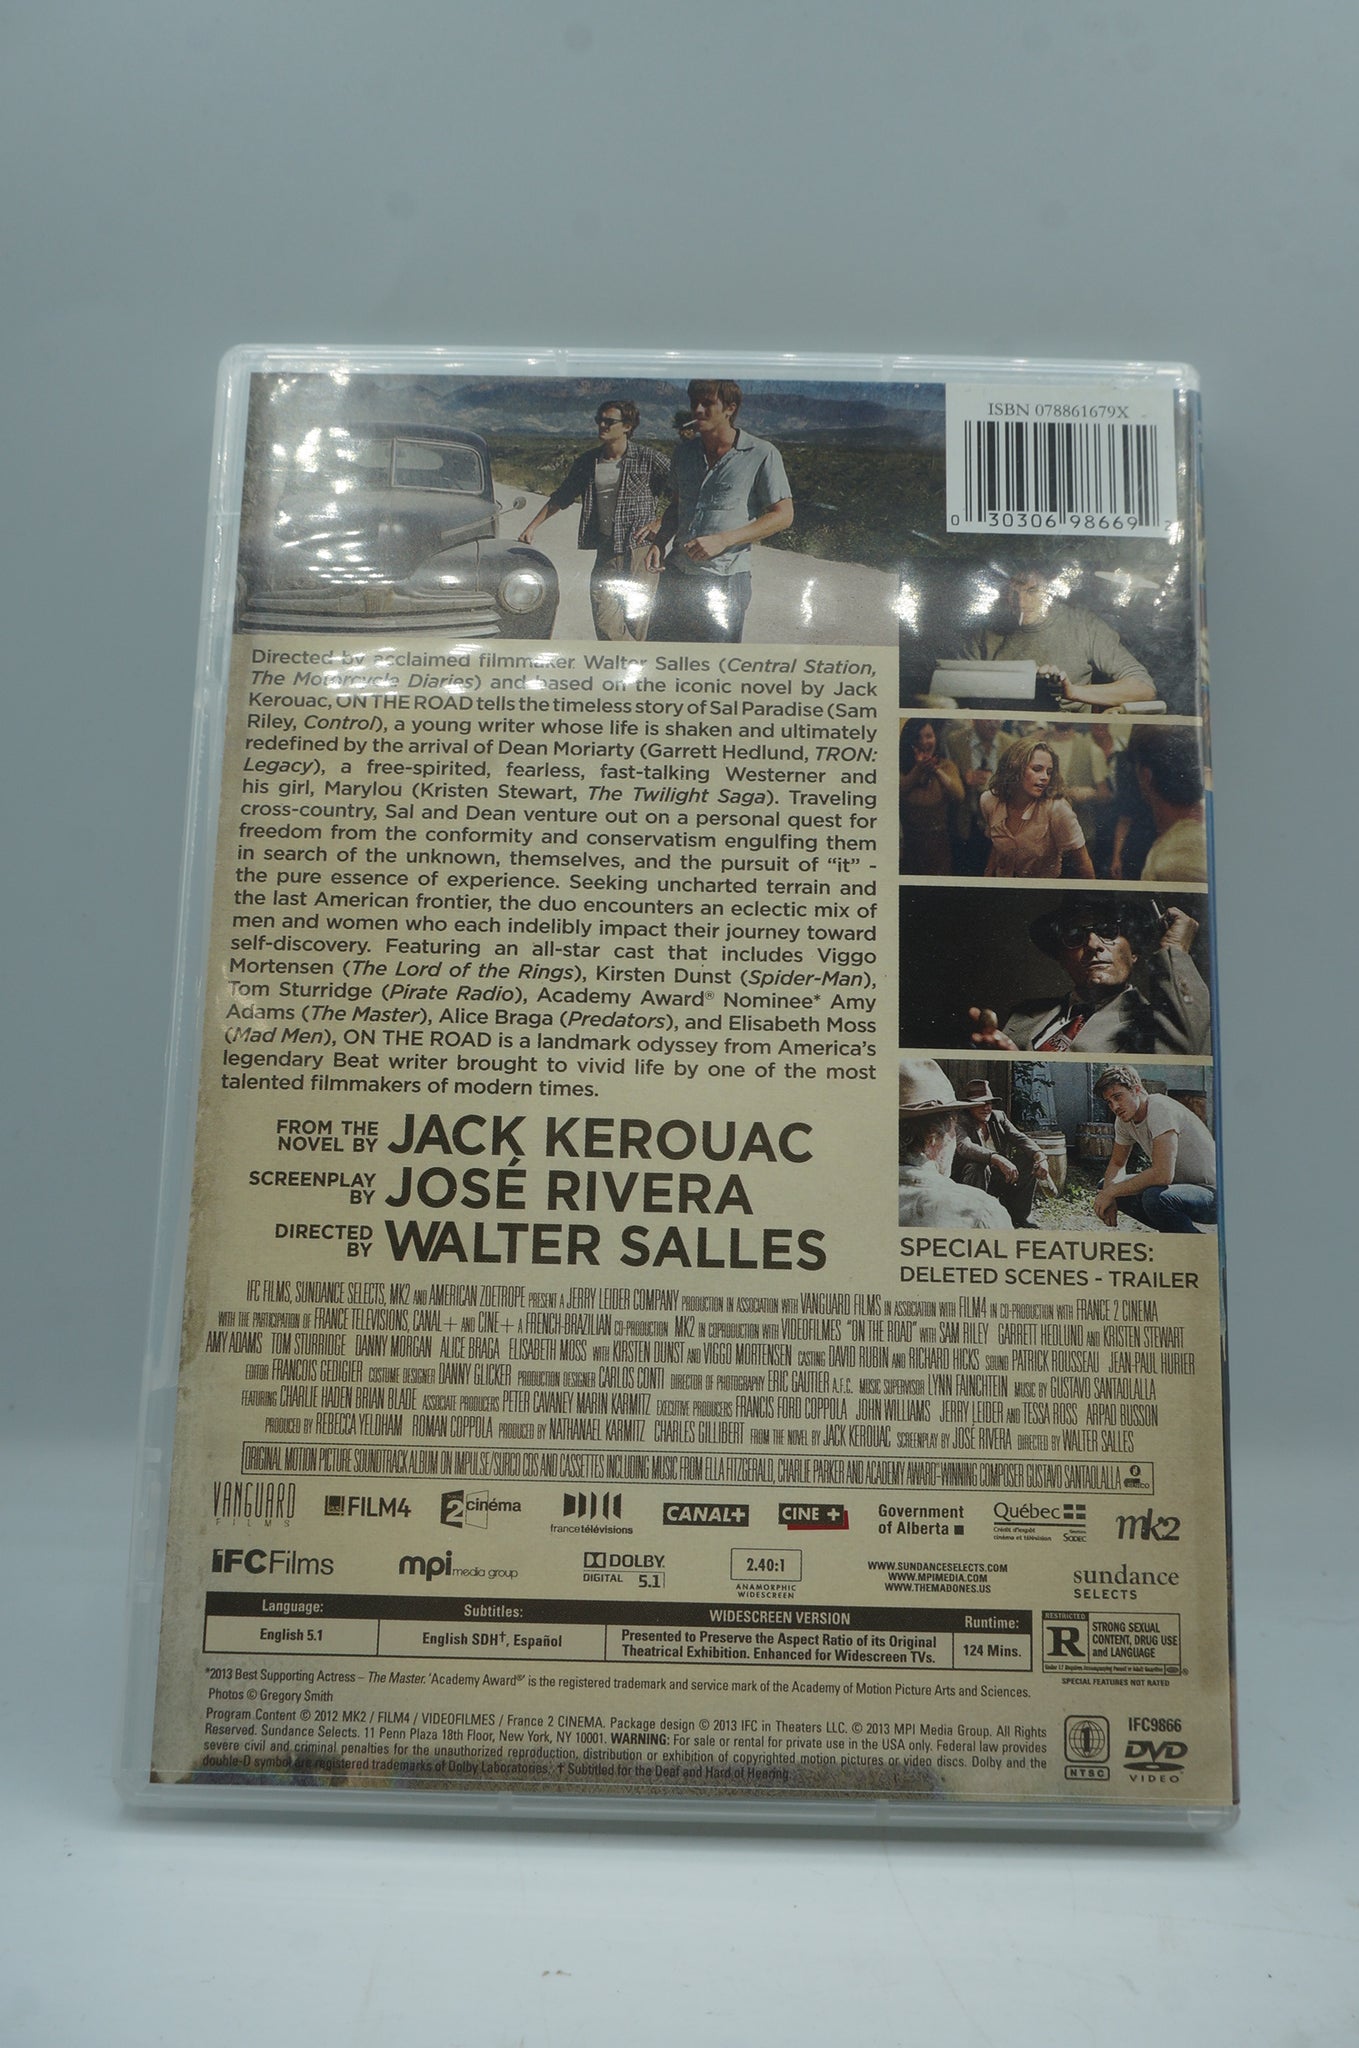 ISBN 078861679X
0 30306 98669 2
Directed by acclaimed filmmaker Walter Salles (Central Station,
The Motorcycle Diaries) and based on the iconic novel by Jack
Kerouac, ON THE ROAD tells the timeless story of Sal Paradise (Sam
Riley, Control), a young writer whose life is shaken and ultimately
redefined by the arrival of Dean Moriarty (Garrett Hedlund, TRON:
Legacy), a free-spirited, fearless, fast-talking Westerner and
his girl, Marylou (Kristen Stewart, The Twilight Saga). Traveling
cross-country, Sal and Dean venture out on a personal quest for
freedom from the conformity and conservatism engulfing them
in search of the unknown, themselves, and the pursuit of “it” -
the pure essence of experience. Seeking uncharted terrain and
the last American frontier, the duo encounters an eclectic mix of
men and women who each indelibly impact their journey toward
self-discovery. Featuring an all-star cast that includes Viggo
Mortensen (The Lord of the Rings), Kirsten Dunst (Spider-Man),
Tom Sturridge (Pirate Radio), Academy Award® Nominee* Amy
Adams (The Master), Alice Braga (Predators), and Elisabeth Moss
(Mad Men), ON THE ROAD is a landmark odyssey from America’s
legendary Beat writer brought to vivid life by one of the most
talented filmmakers of modern times.
FROM THE NOVEL BY JACK KEROUAC
SCREENPLAY BY JOSÉ RIVERA
DIRECTED BY WALTER SALLES
SPECIAL FEATURES:
DELETED SCENES - TRAILER
IFC FILMS, SUNDANCE SELECTS, MK2 AND AMERICAN ZOETROPE PRESENT A JERRY LEIDER COMPANY PRODUCTION IN ASSOCIATION WITH VANGUARD FILMS IN ASSOCIATION WITH FILM4 IN CO-PRODUCTION WITH FRANCE 2 CINEMA
WITH THE PARTICIPATION OF FRANCE TELEVISIONS, CANAL+ AND CINE+ A FRENCH-BRAZILIAN CO-PRODUCTION MK2 IN COPRODUCTION WITH VIDEOFILMES “ON THE ROAD” WITH SAM RILEY GARRETT HEDLUND AND KRISTEN STEWART
AMY ADAMS TOM STURRIDGE DANNY MORGAN ALICE BRAGA ELISABETH MOSS WITH KIRSTEN DUNST AND VIGGO MORTENSEN CASTING DAVID RUBIN AND RICHARD HICKS SOUND PATRICK ROUSSEAU JEAN-PAUL HURIER
EDITOR FRANCOIS GEDIGIER COSTUME DESIGNER DANNY GLICKER PRODUCTION DESIGNER CARLOS CONTI DIRECTOR OF PHOTOGRAPHY ERIC GAUTIER A.F.C. MUSIC SUPERVISOR LYNN FAINCHTEIN MUSIC BY GUSTAVO SANTAOLALLA
FEATURING CHARLIE HADEN BRIAN BLADE ASSOCIATE PRODUCERS PETER CAVANEY MARIN KARMITZ EXECUTIVE PRODUCERS FRANCIS FORD COPPOLA JOHN WILLIAMS JERRY LEIDER AND TESSA ROSS ARPAD BUSSON
PRODUCED BY REBECCA YELDHAM ROMAN COPPOLA PRODUCED BY NATHANAEL KARMITZ CHARLES GILLIBERT FROM THE NOVEL BY JACK KEROUAC SCREENPLAY BY JOSÉ RIVERA DIRECTED BY WALTER SALLES
ORIGINAL MOTION PICTURE SOUNDTRACK ALBUM ON IMPULSE/SURCO CDS AND CASSETTES INCLUDING MUSIC FROM ELLA FITZGERALD, CHARLIE PARKER AND ACADEMY AWARD-WINNING COMPOSER GUSTAVO SANTAOLALLA
VANGUARD FILMS FILM4 2 cinéma francetélévisions CANAL+ CINE+ Government of Alberta Québec Crédit d'impôt cinéma et télévision SODEC mk2
IFCFilms mpi media group DOLBY DIGITAL 5.1 2.40:1 ANAMORPHIC WIDESCREEN
WWW.SUNDANCESELECTS.COM
WWW.MPIMEDIA.COM
WWW.THEMADONES.US
sundance SELECTS
Language: Subtitles: WIDESCREEN VERSION Runtime:
English 5.1 English SDH†, Español Presented to Preserve the Aspect Ratio of its Original Theatrical Exhibition. Enhanced for Widescreen TVs. 124 Mins.
RESTRICTED
R STRONG SEXUAL CONTENT, DRUG USE and LANGUAGE
Under 17 Requires Accompanying Parent or Adult Guardian
SPECIAL FEATURES NOT RATED
*2013 Best Supporting Actress – The Master. ‘Academy Award®’ is the registered trademark and service mark of the Academy of Motion Picture Arts and Sciences.
Photos © Gregory Smith
Program Content © 2012 MK2 / FILM4 / VIDEOFILMES / France 2 CINEMA. Package design © 2013 IFC in Theaters LLC. © 2013 MPI Media Group. All Rights
Reserved. Sundance Selects. 11 Penn Plaza 18th Floor, New York, NY 10001. WARNING: For sale or rental for private use in the USA only. Federal law provides
severe civil and criminal penalties for the unauthorized reproduction, distribution or exhibition of copyrighted motion pictures or video discs. Dolby and the
double-D symbol are registered trademarks of Dolby Laboratories. † Subtitled for the Deaf and Hard of Hearing
1 NTSC
IFC9866
DVD VIDEO